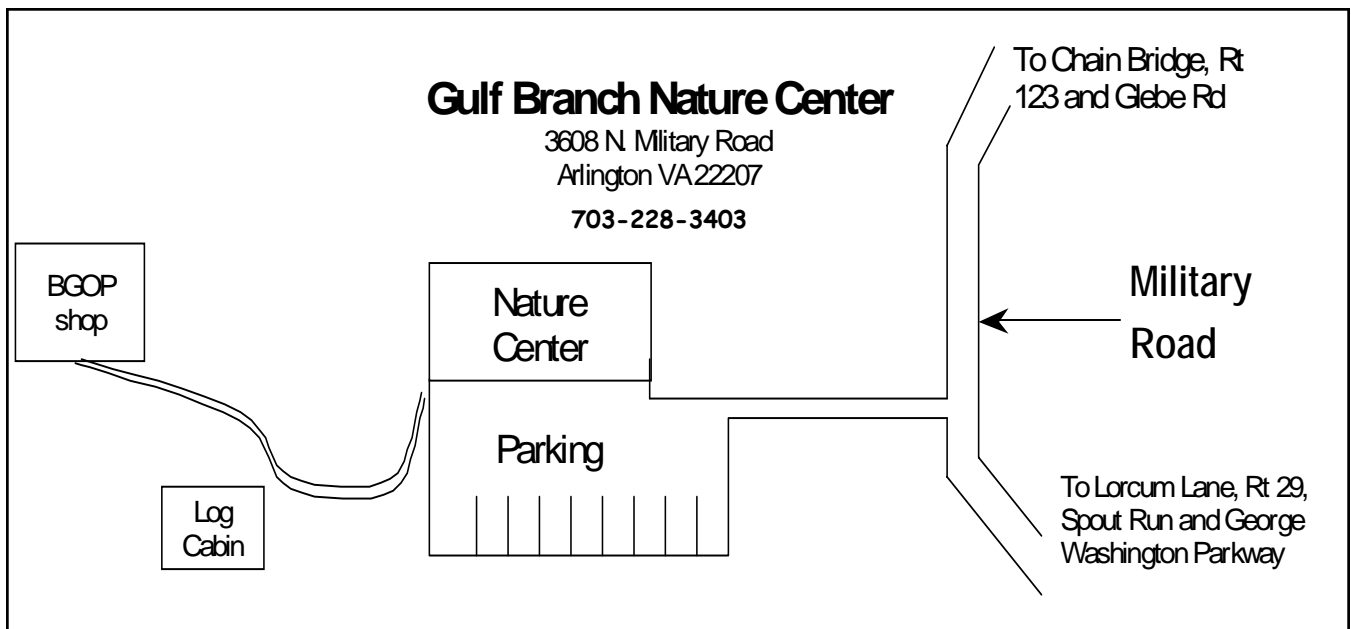 Gulf Branch Nature Center
3608 N. Military Road
Arlington VA 22207
703-228-3403
To Chain Bridge, Rt
123 and Glebe Rd
BGOP
shop
Nature
Center
Military
Road
Parking
Log
Cabin
To Lorcum Lane, Rt 29,
Spout Run and George
Washington Parkway